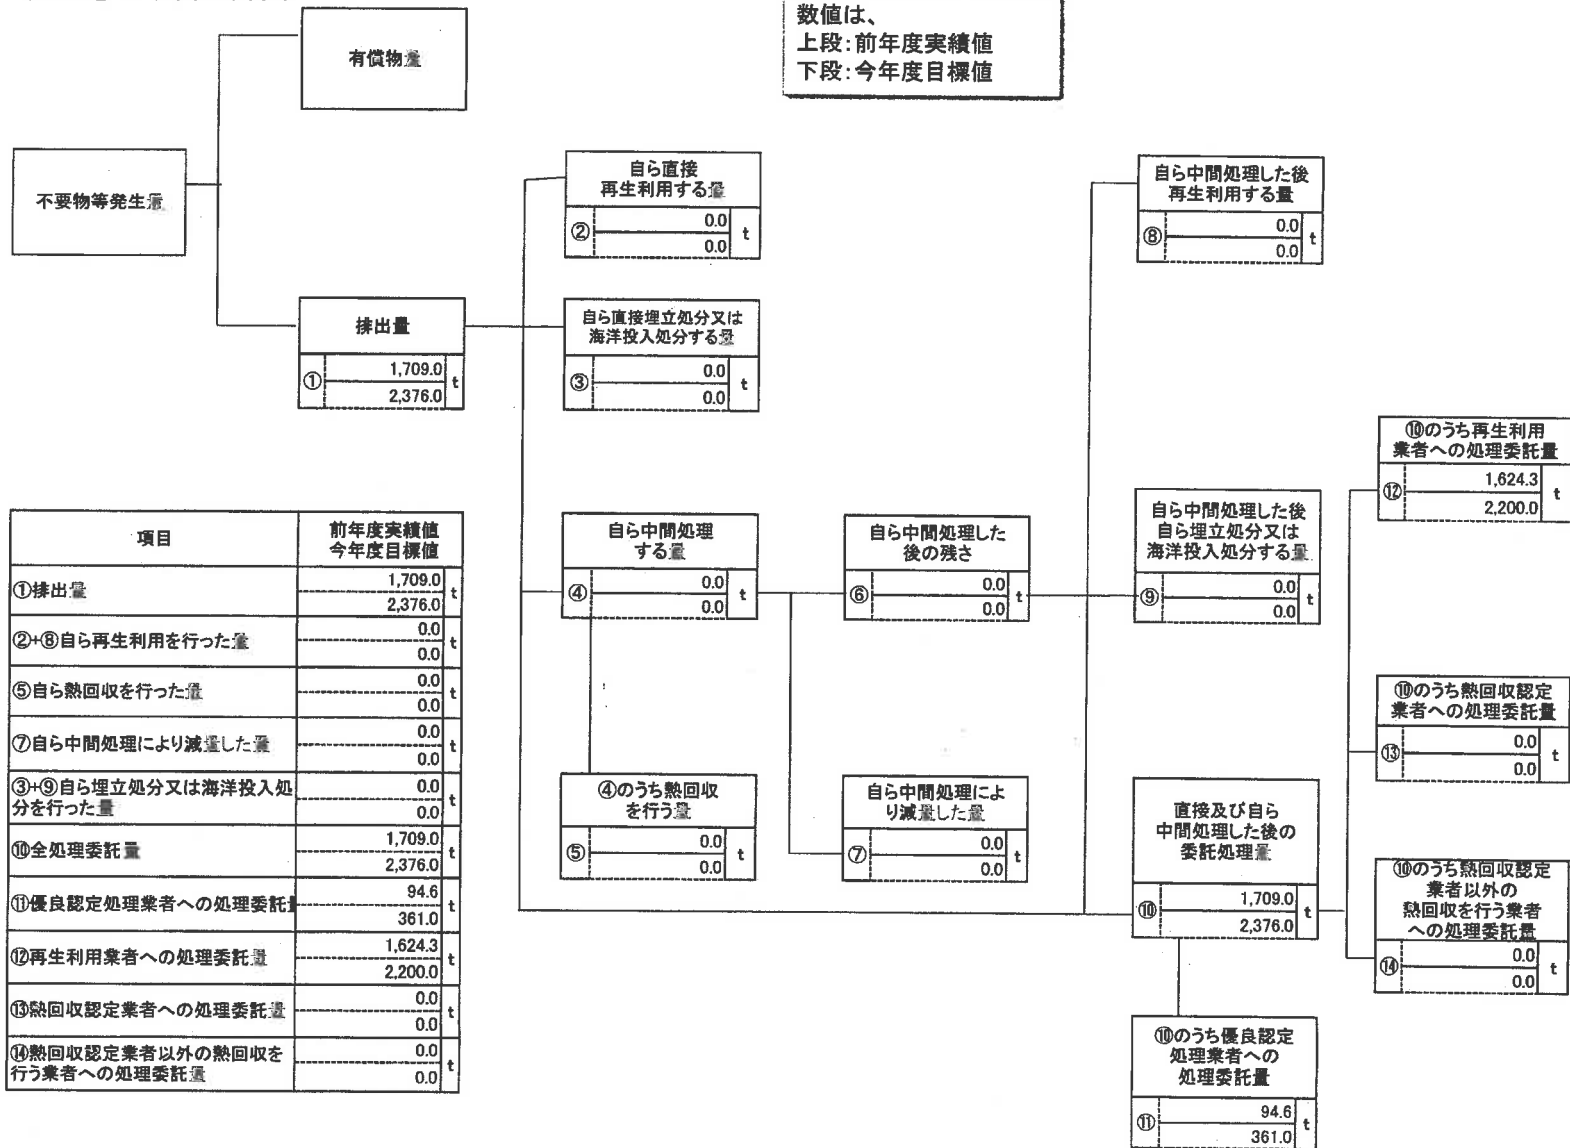 数値は、
上段：前年度実績値
下段：今年度目標値
有償物量
不要物等発生量
排出量
①
1,709.0
2,376.0
t
自ら直接
再生利用する量
②
0.0
0.0
t
自ら直接埋立処分又は
海洋投入処分する量
③
0.0
0.0
t
自ら中間処理
する量
④
0.0
0.0
t
④のうち熱回収
を行う量
⑤
0.0
0.0
t
自ら中間処理した
後の残さ
⑥
0.0
0.0
t
自ら中間処理によ
り減量した量
⑦
0.0
0.0
t
自ら中間処理した後
再生利用する量
⑧
0.0
0.0
t
自ら中間処理した後
自ら埋立処分又は
海洋投入処分する量
⑨
0.0
0.0
t
直接及び自ら
中間処理した後の
委託処理量
⑩
1,709.0
2,376.0
t
⑩のうち優良認定
処理業者への
処理委託量
⑪
94.6
361.0
t
⑩のうち再生利用
業者への処理委託量
⑫
1,624.3
2,200.0
t
⑩のうち熱回収認定
業者への処理委託量
⑬
0.0
0.0
t
⑩のうち熱回収認定
業者以外の
熱回収を行う業者
への処理委託量
⑭
0.0
0.0
t
項目
前年度実績値
今年度目標値
①排出量
1,709.0
2,376.0
t
②+⑧自ら再生利用を行った量
0.0
0.0
t
⑤自ら熱回収を行った量
0.0
0.0
t
⑦自ら中間処理により減量した量
0.0
0.0
t
③+⑨自ら埋立処分又は海洋投入処
分を行った量
0.0
0.0
t
⑩全処理委託量
1,709.0
2,376.0
t
⑪優良認定処理業者への処理委託
94.6
361.0
t
⑫再生利用業者への処理委託量
1,624.3
2,200.0
t
⑬熱回収認定業者への処理委託量
0.0
0.0
t
⑭熱回収認定業者以外の熱回収を
行う業者への処理委託量
0.0
0.0
t